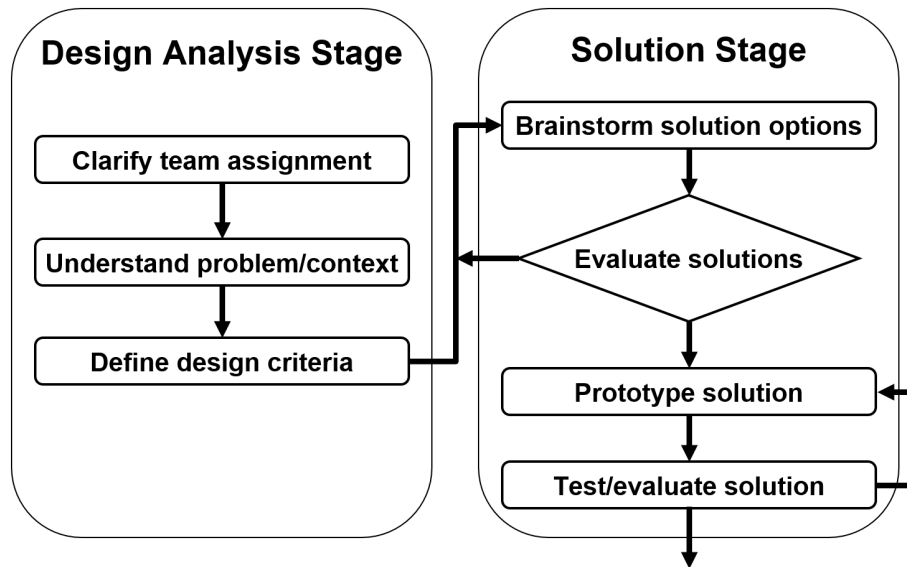 Design Analysis Stage
Clarify team assignment
Understand problem/context
Define design criteria
Solution Stage
Brainstorm solution options
Evaluate solutions
Prototype solution
Test/evaluate solution